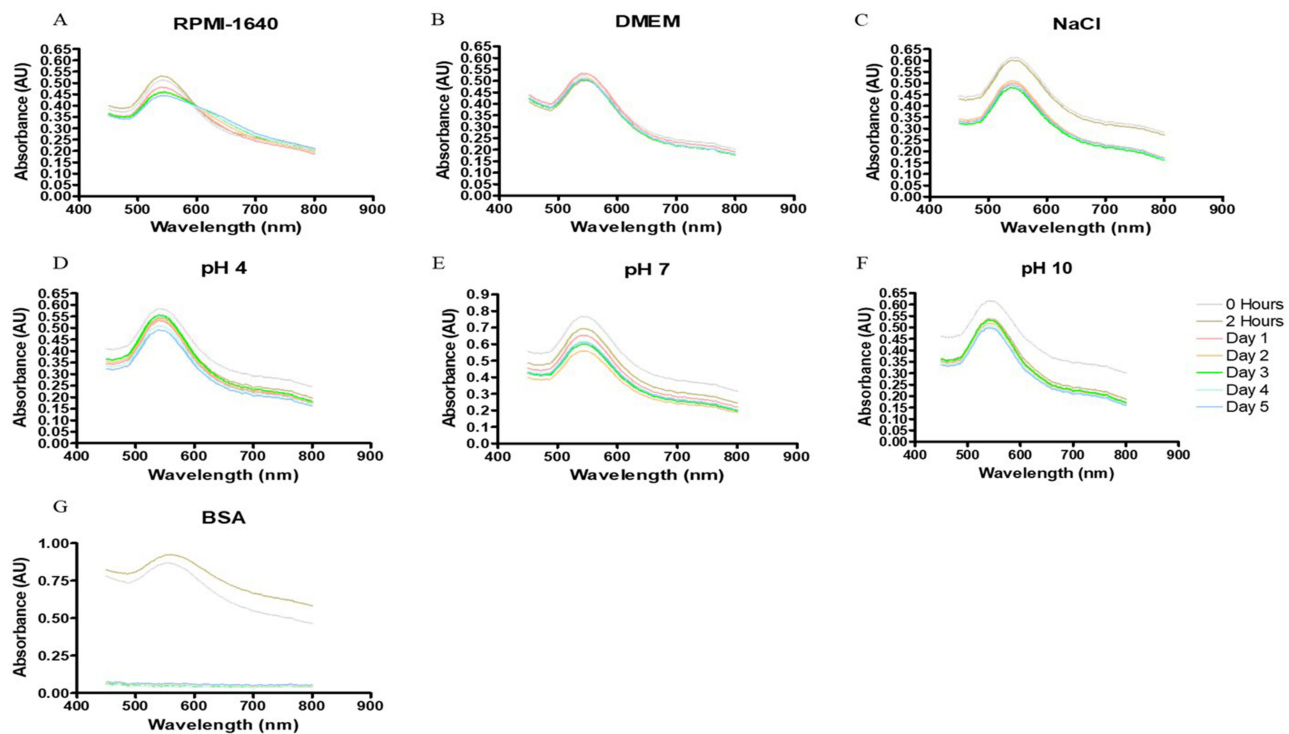 A
RPMI-1640
Absorbance (AU)
0.65
0.60
0.55
0.50
0.45
0.40
0.35
0.30
0.25
0.20
0.15
0.10
0.05
0.00
400 500 600 700 800 900
Wavelength (nm)
B
DMEM
Absorbance (AU)
0.65
0.60
0.55
0.50
0.45
0.40
0.35
0.30
0.25
0.20
0.15
0.10
0.05
0.00
400 500 600 700 800 900
Wavelength (nm)
C
NaCl
Absorbance (AU)
0.65
0.60
0.55
0.50
0.45
0.40
0.35
0.30
0.25
0.20
0.15
0.10
0.05
0.00
400 500 600 700 800 900
Wavelength (nm)
D
pH 4
Absorbance (AU)
0.65
0.60
0.55
0.50
0.45
0.40
0.35
0.30
0.25
0.20
0.15
0.10
0.05
0.00
400 500 600 700 800 900
Wavelength (nm)
E
pH 7
Absorbance (AU)
0.9
0.8
0.7
0.6
0.5
0.4
0.3
0.2
0.1
0.0
400 500 600 700 800 900
Wavelength (nm)
F
pH 10
Absorbance (AU)
0.65
0.60
0.55
0.50
0.45
0.40
0.35
0.30
0.25
0.20
0.15
0.10
0.05
0.00
400 500 600 700 800 900
Wavelength (nm)
0 Hours
2 Hours
Day 1
Day 2
Day 3
Day 4
Day 5
G
BSA
Absorbance (AU)
1.00
0.75
0.50
0.25
0.00
400 500 600 700 800 900
Wavelength (nm)